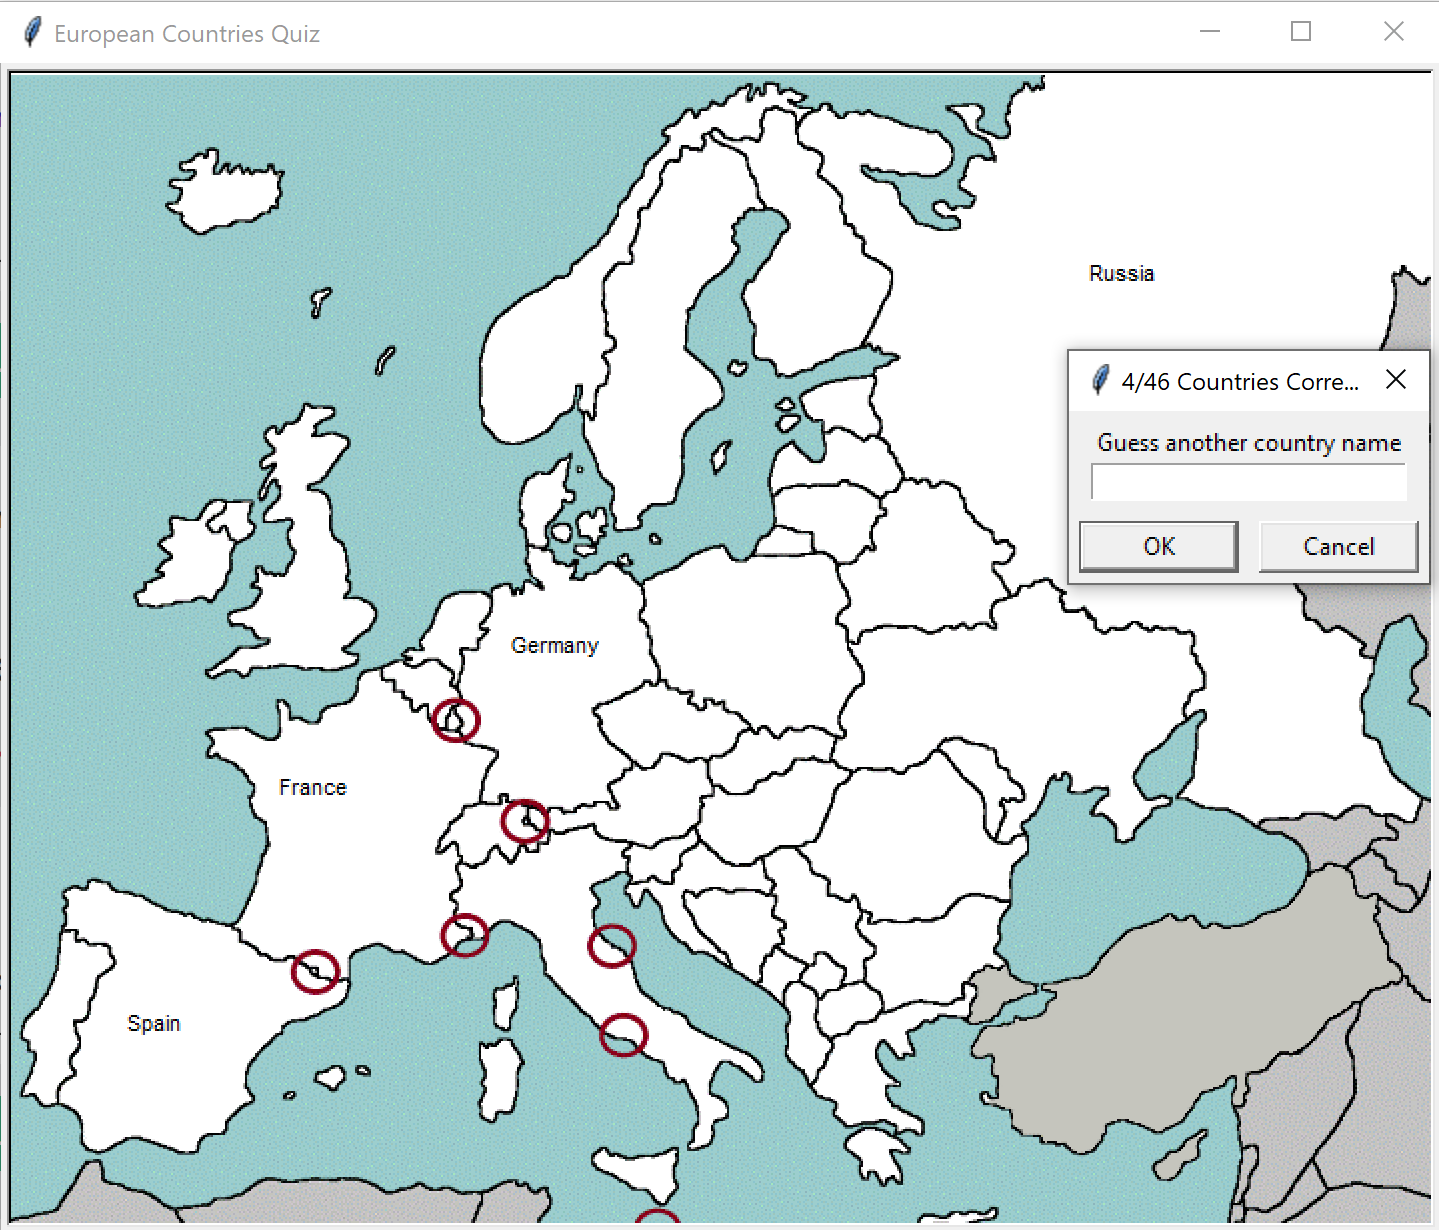 European Countries Quiz
Russia
4/46 Countries Corre...
Guess another country name
OK
Cancel
Germany
France
Spain